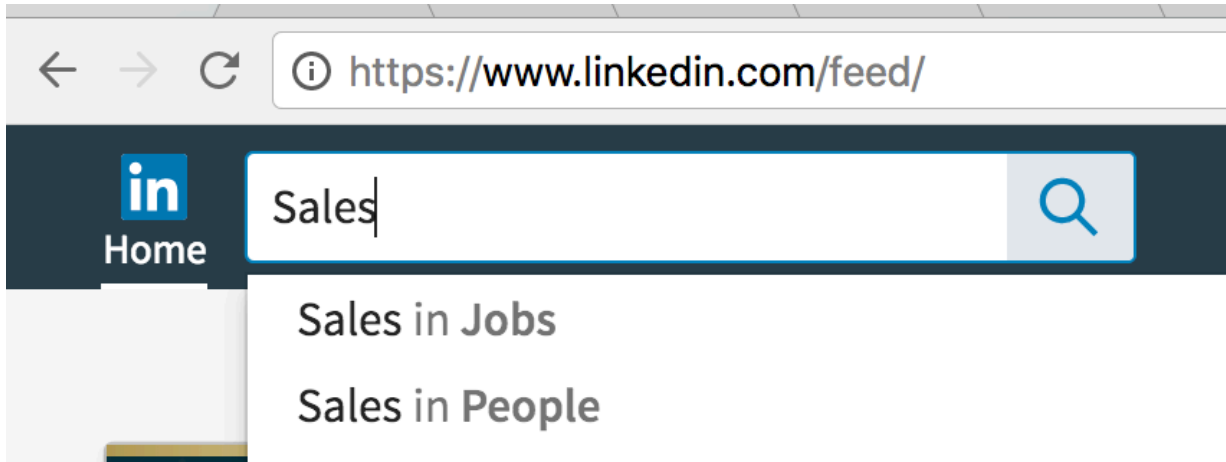 https://www.linkedin.com/feed/
in
Sales
Home
Sales in Jobs
Sales in People